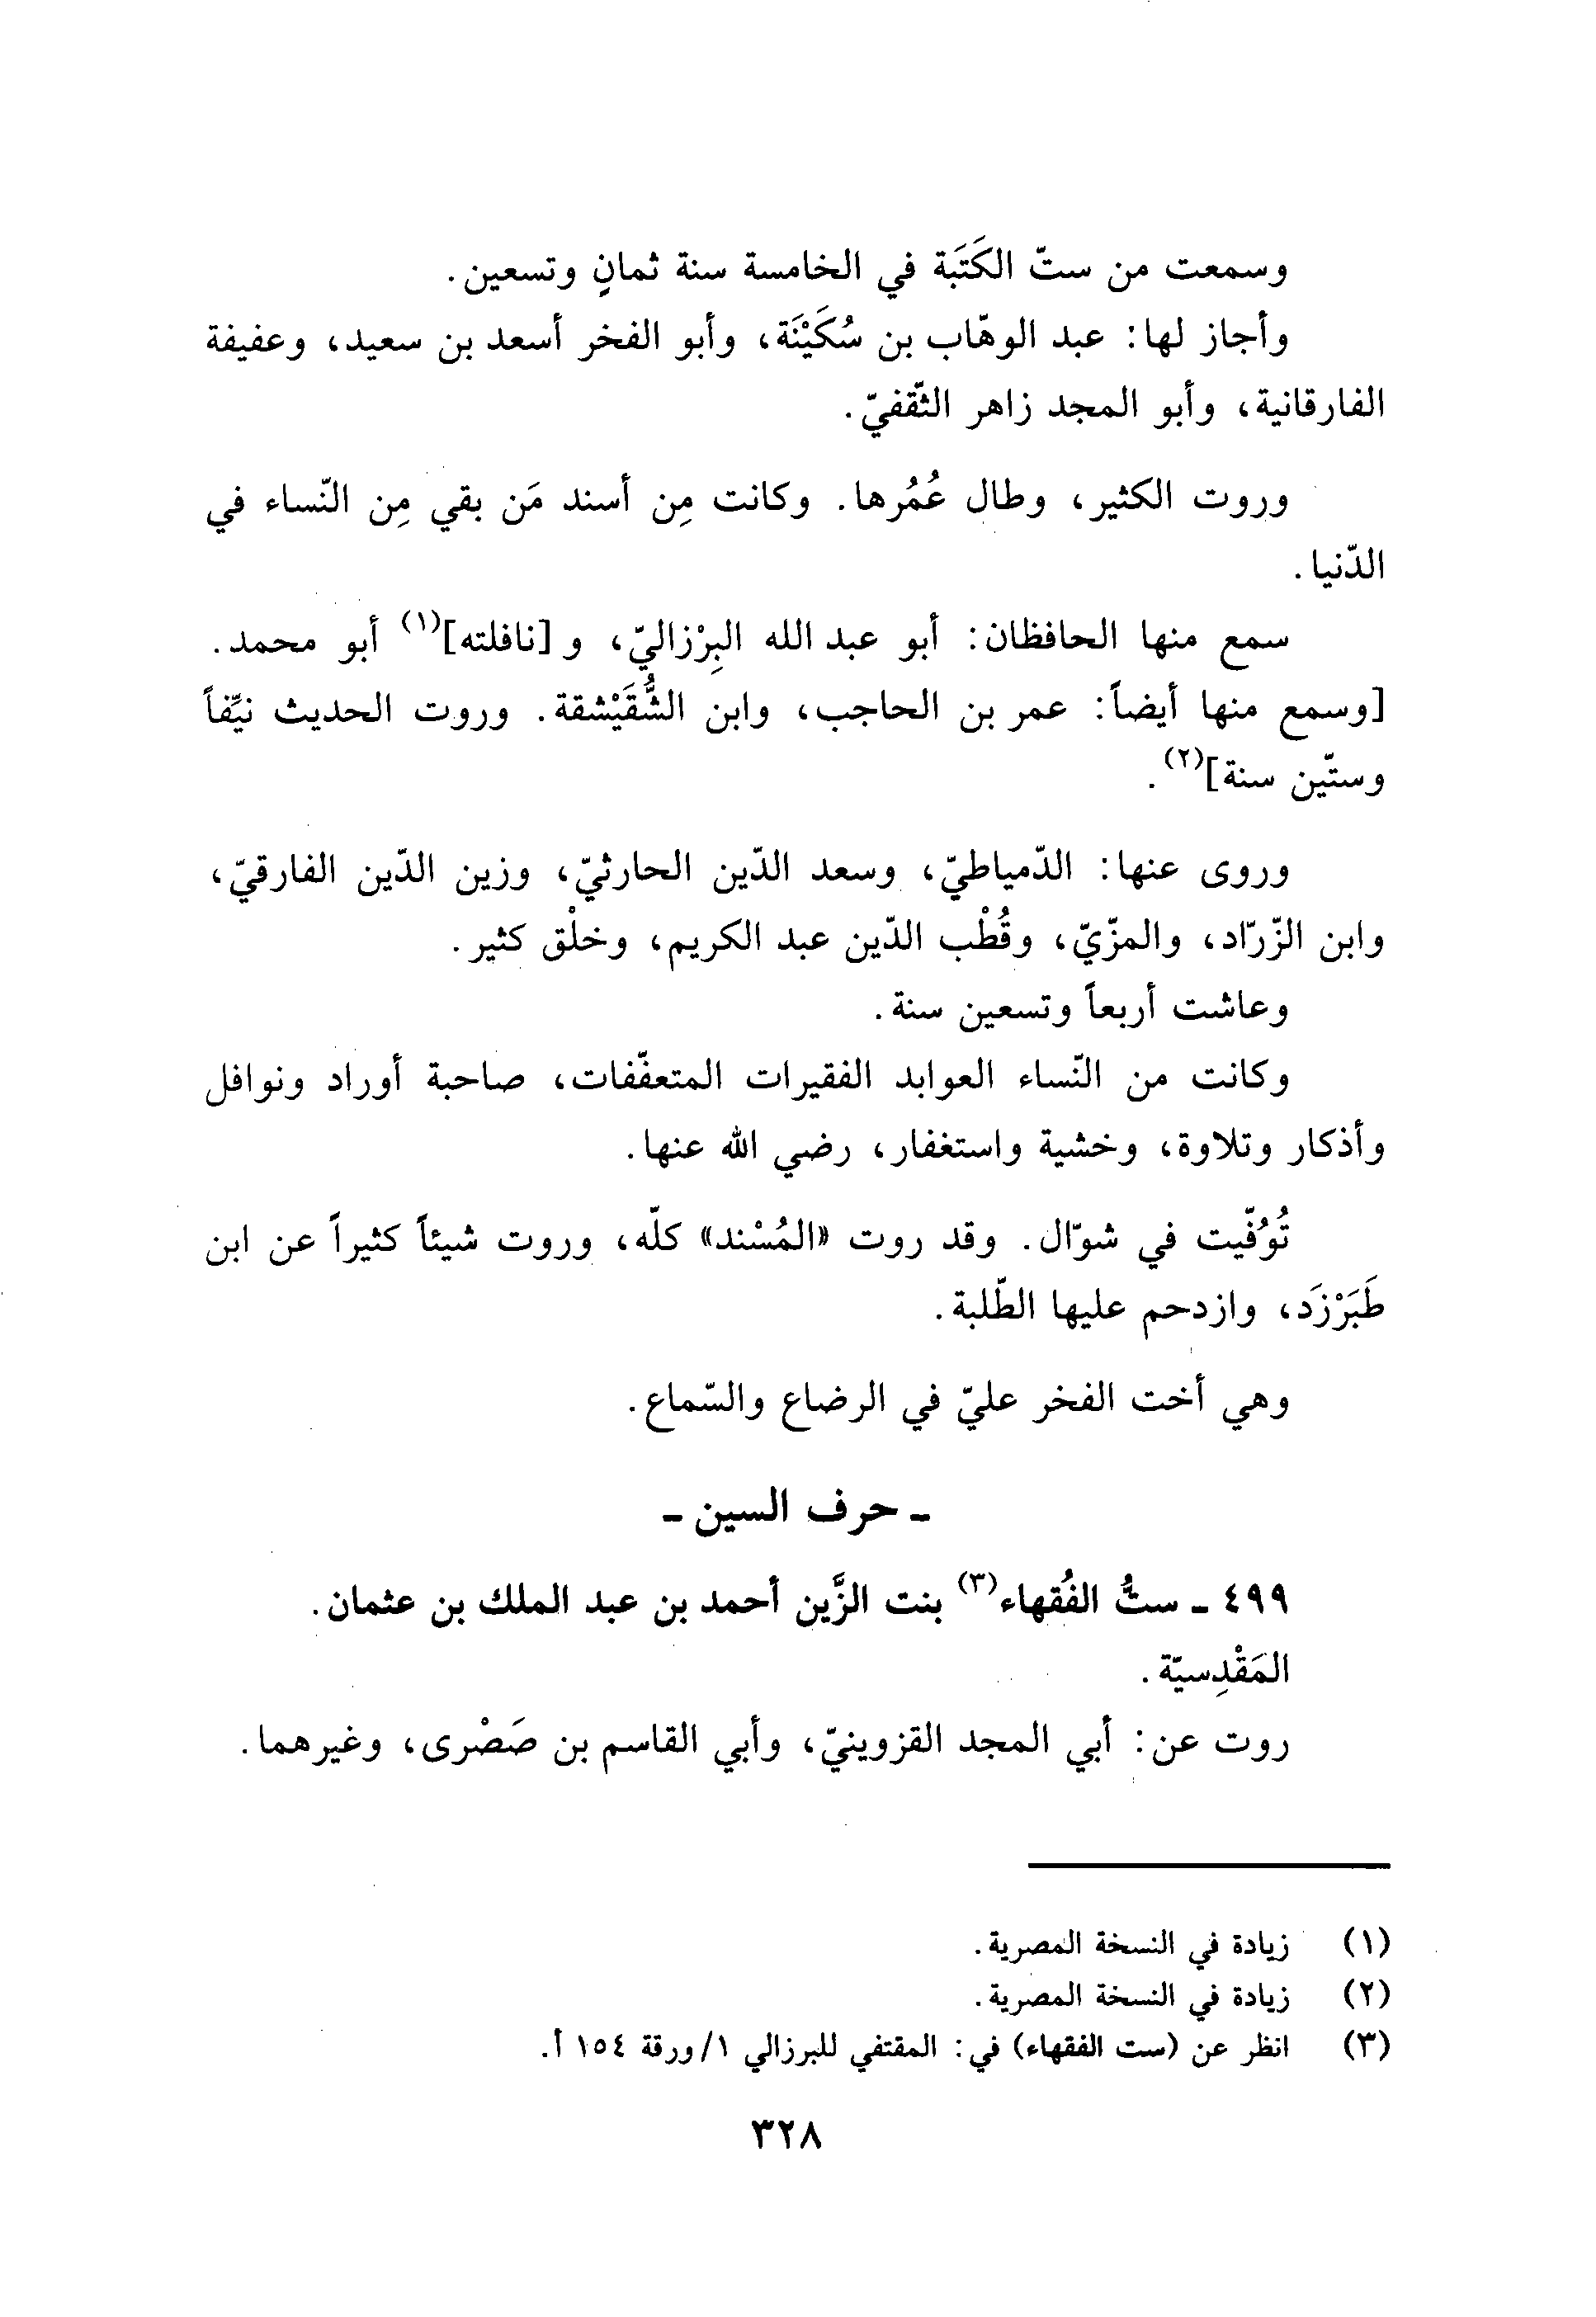 وسمعت من ستّ الكَتَبَة في الخامسة سنة ثمانٍ وتسعين.
وأجاز لها: عبد الوهّاب بن سُكَيْنَة، وأبو الفخر أسعد بن سعيد، وعفيفة
الفارقانية، وأبو المجد زاهر الثّقفيّ.
وروت الكثير، وطال عُمُرها. وكانت مِن أسند مَن بقي مِن النّساء في
الدّنيا.
سمع منها الحافظان: أبو عبد الله البِرْزاليّ، و[نافلته]⁽¹⁾ أبو محمد.
[وسمع منها أيضاً: عمر بن الحاجب، وابن الشُّقَيْشقة. وروت الحديث نيِّفاً
وستّين سنة]⁽²⁾.
وروى عنها: الدّمياطيّ، وسعد الدّين الحارثيّ، وزين الدّين الفارقيّ،
وابن الزّرّاد، والمزّيّ، وقُطْب الدّين عبد الكريم، وخلْق كثير.
وعاشت أربعاً وتسعين سنة.
وكانت من النّساء العوابد الفقيرات المتعفّفات، صاحبة أوراد ونوافل
وأذكار وتلاوة، وخشية واستغفار، رضي الله عنها.
تُوُفّيت في شوّال. وقد روت «المُسْند» كلّه، وروت شيئاً كثيراً عن ابن
طَبَرْزَد، وازدحم عليها الطّلبة.
وهي أخت الفخر عليّ في الرضاع والسّماع.
ـ حرف السين ـ
٤٩٩ ـ ستُّ الفُقهاء⁽³⁾ بنت الزَّين أحمد بن عبد الملك بن عثمان.
المَقْدِسيّة.
روت عن: أبي المجد القزوينيّ، وأبي القاسم بن صَصْرى، وغيرهما.
(١) زيادة في النسخة المصرية.
(٢) زيادة في النسخة المصرية.
(٣) انظر عن (ست الفقهاء) في: المقتفي للبرزالي ١/ورقة ١٥٤ أ.
٣٢٨